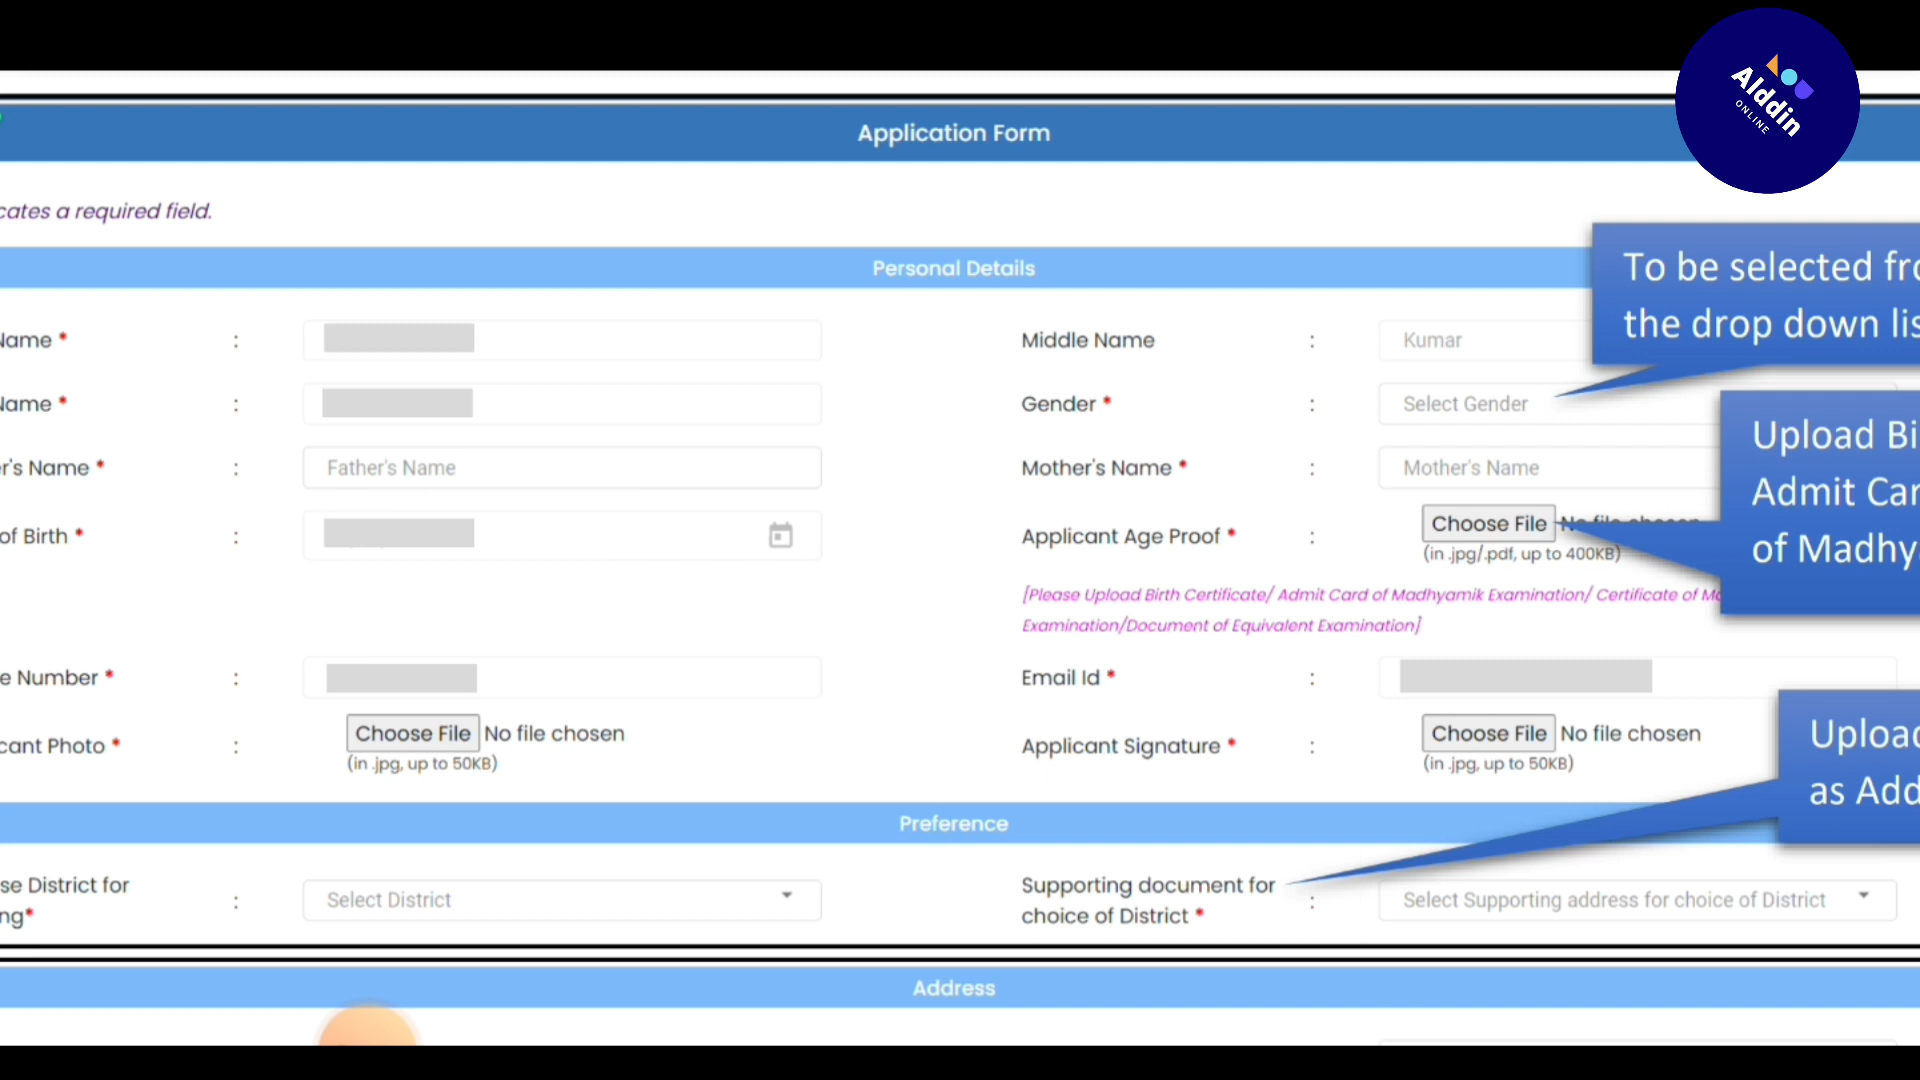 Alddin
ONLINE
Application Form
cates a required field.
Personal Details
To be selected fro
the drop down lis
Name * :
Middle Name : Kumar
Name * :
Gender * : Select Gender
r's Name * : Father's Name
Mother's Name * : Mother's Name
Upload Bi
Admit Car
of Madhy
of Birth * :
Applicant Age Proof * : Choose File No file chosen
(in .jpg/.pdf, up to 400KB)
[Please Upload Birth Certificate/ Admit Card of Madhyamik Examination/ Certificate of M
Examination/Document of Equivalent Examination]
e Number * :
Email Id * :
cant Photo * : Choose File No file chosen
(in .jpg, up to 50KB)
Applicant Signature * : Choose File No file chosen
(in .jpg, up to 50KB)
Upload
as Add
Preference
se District for
ng* : Select District
Supporting document for
choice of District * : Select Supporting address for choice of District
Address